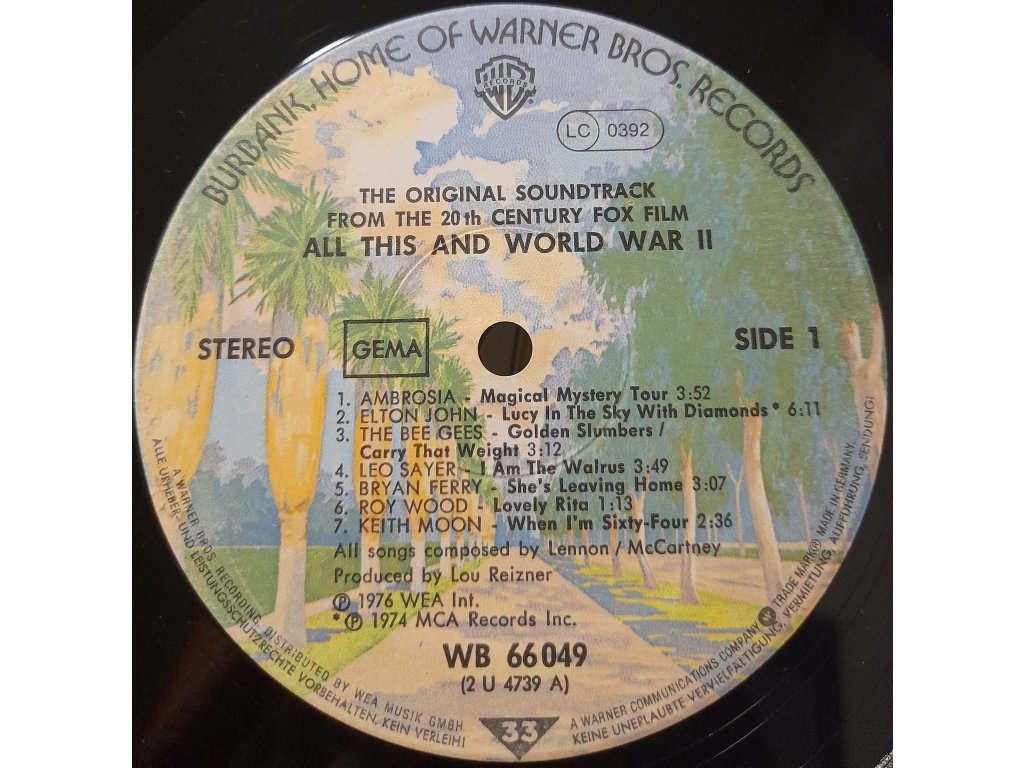 BURBANK, HOME OF WARNER BROS. RECORDS
WB
RECORDS
LC 0392
THE ORIGINAL SOUNDTRACK
FROM THE 20th CENTURY FOX FILM
ALL THIS AND WORLD WAR II
STEREO GEMA SIDE 1
1. AMBROSIA - Magical Mystery Tour 3:52
2. ELTON JOHN - Lucy In The Sky With Diamonds * 6:11
3. THE BEE GEES - Golden Slumbers /
Carry That Weight 3:12
4. LEO SAYER - I Am The Walrus 3:49
5. BRYAN FERRY - She's Leaving Home 3:07
6. ROY WOOD - Lovely Rita 1:13
7. KEITH MOON - When I'm Sixty-Four 2:36
All songs composed by Lennon / McCartney
Produced by Lou Reizner
℗ 1976 WEA Int.
* ℗ 1974 MCA Records Inc.
WB 66 049
(2 U 4739 A)
33
A WARNER BROS. RECORDING, DISTRIBUTED BY WEA MUSIK GMBH.
ALLE URHEBER- UND LEISTUNGSSCHUTZRECHTE VORBEHALTEN. KEIN VERLEIH!
A WARNER COMMUNICATIONS COMPANY TRADE MARK® MADE IN GERMANY
KEINE UNERLAUBTE VERVIELFÄLTIGUNG, VERMIETUNG, AUFFÜHRUNG, SENDUNG!